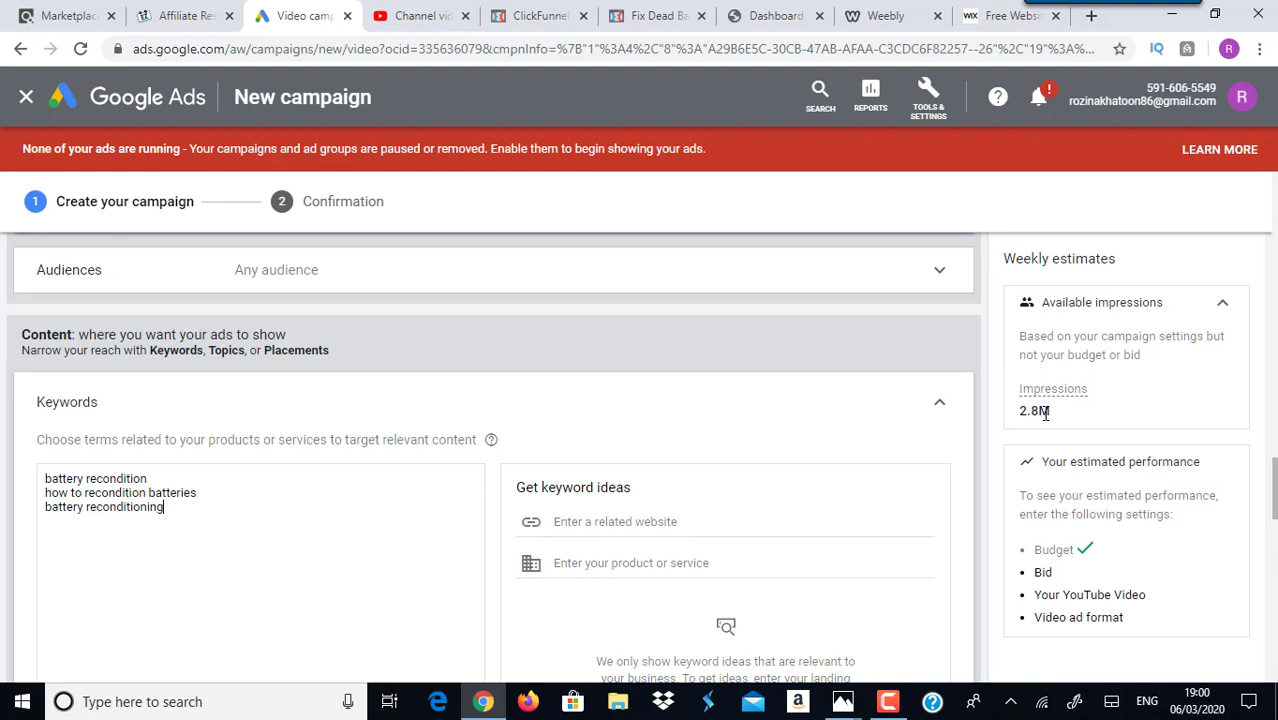 Marketplac
Affiliate Res
Video camp
Channel vid
ClickFunnel
Fix Dead Ba
Dashboard
Weebly
Free Websit
ads.google.com/aw/campaigns/new/video?ocid=335636079&cmpnInfo=%7B"1"%3A4%2C"8"%3A"A29B6E5C-30CB-47AB-AFAA-C3CDC6F82257--26"%2C"19"%3A%...
IQ
R
Google Ads
New campaign
SEARCH
REPORTS
TOOLS &
SETTINGS
591-606-5549
rozinakhatoon86@gmail.com
R
None of your ads are running - Your campaigns and ad groups are paused or removed. Enable them to begin showing your ads.
LEARN MORE
1 Create your campaign
2 Confirmation
Audiences
Any audience
Content: where you want your ads to show
Narrow your reach with Keywords, Topics, or Placements
Keywords
Choose terms related to your products or services to target relevant content
battery recondition
how to recondition batteries
battery reconditioning
Get keyword ideas
Enter a related website
Enter your product or service
We only show keyword ideas that are relevant to
your business. To get ideas, enter your landing
Weekly estimates
Available impressions
Based on your campaign settings but
not your budget or bid
Impressions
2.8M
Your estimated performance
To see your estimated performance,
enter the following settings:
• Budget
• Bid
• Your YouTube Video
• Video ad format
Type here to search
ENG
19:00
06/03/2020